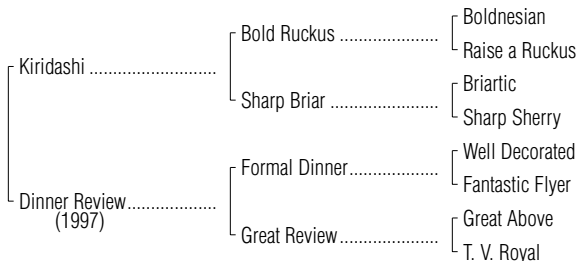 Boldnesian
Bold Ruckus ....................
Raise a Ruckus
Kiridashi .........................
Briartic
Sharp Briar ......................
Sharp Sherry
Well Decorated
Formal Dinner..................
Fantastic Flyer
Dinner Review..................
(1997)
Great Above
Great Review....................
T. V. Royal